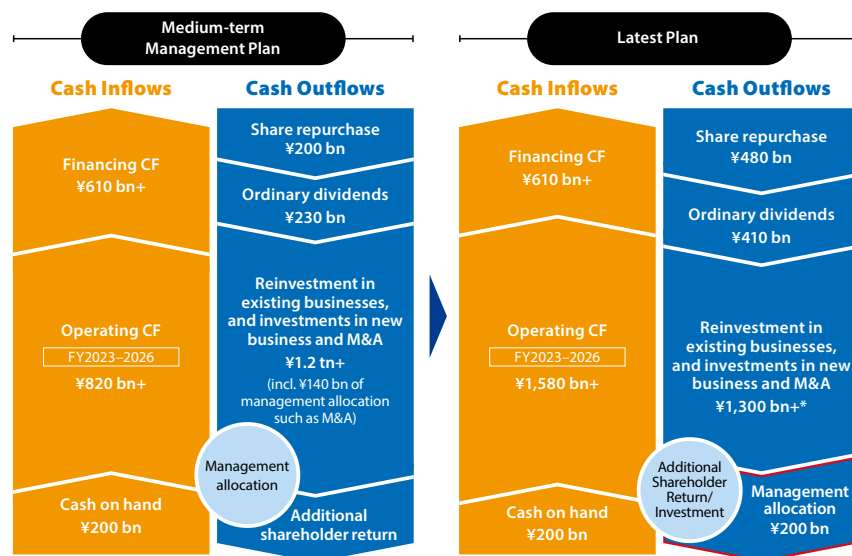 Medium-term
Management Plan
Cash Inflows
Cash Outflows
Financing CF
¥610 bn+
Operating CF
FY2023–2026
¥820 bn+
Cash on hand
¥200 bn
Share repurchase
¥200 bn
Ordinary dividends
¥230 bn
Reinvestment in
existing businesses,
and investments in new
business and M&A
¥1.2 tn+
(incl. ¥140 bn of
management allocation
such as M&A)
Management
allocation
Additional
shareholder return
Latest Plan
Cash Inflows
Cash Outflows
Financing CF
¥610 bn+
Operating CF
FY2023–2026
¥1,580 bn+
Cash on hand
¥200 bn
Share repurchase
¥480 bn
Ordinary dividends
¥410 bn
Reinvestment in
existing businesses,
and investments in new
business and M&A
¥1,300 bn+*
Additional
Shareholder
Return/
Investment
Management
allocation
¥200 bn